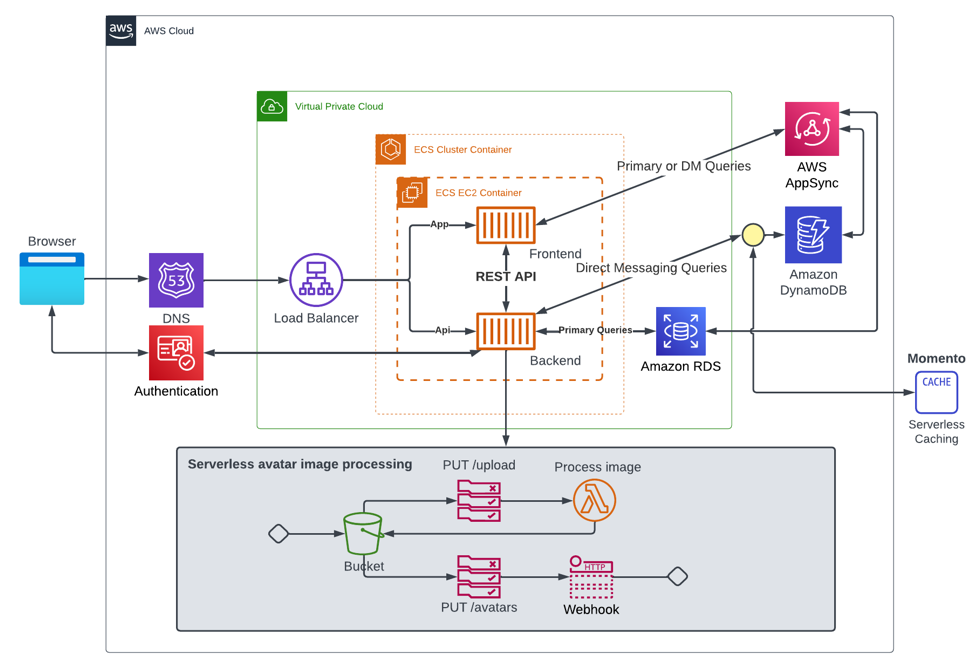 aws
AWS Cloud
Virtual Private Cloud
ECS Cluster Container
ECS EC2 Container
Primary or DM Queries
AWS
AppSync
App
Frontend
Browser
53
DNS
Load Balancer
REST API
Direct Messaging Queries
Amazon
DynamoDB
Api
Primary Queries
Backend
Amazon RDS
Authentication
Momento
CACHE
Serverless
Caching
Serverless avatar image processing
PUT /upload
Process image
Bucket
HTTP
PUT /avatars
Webhook